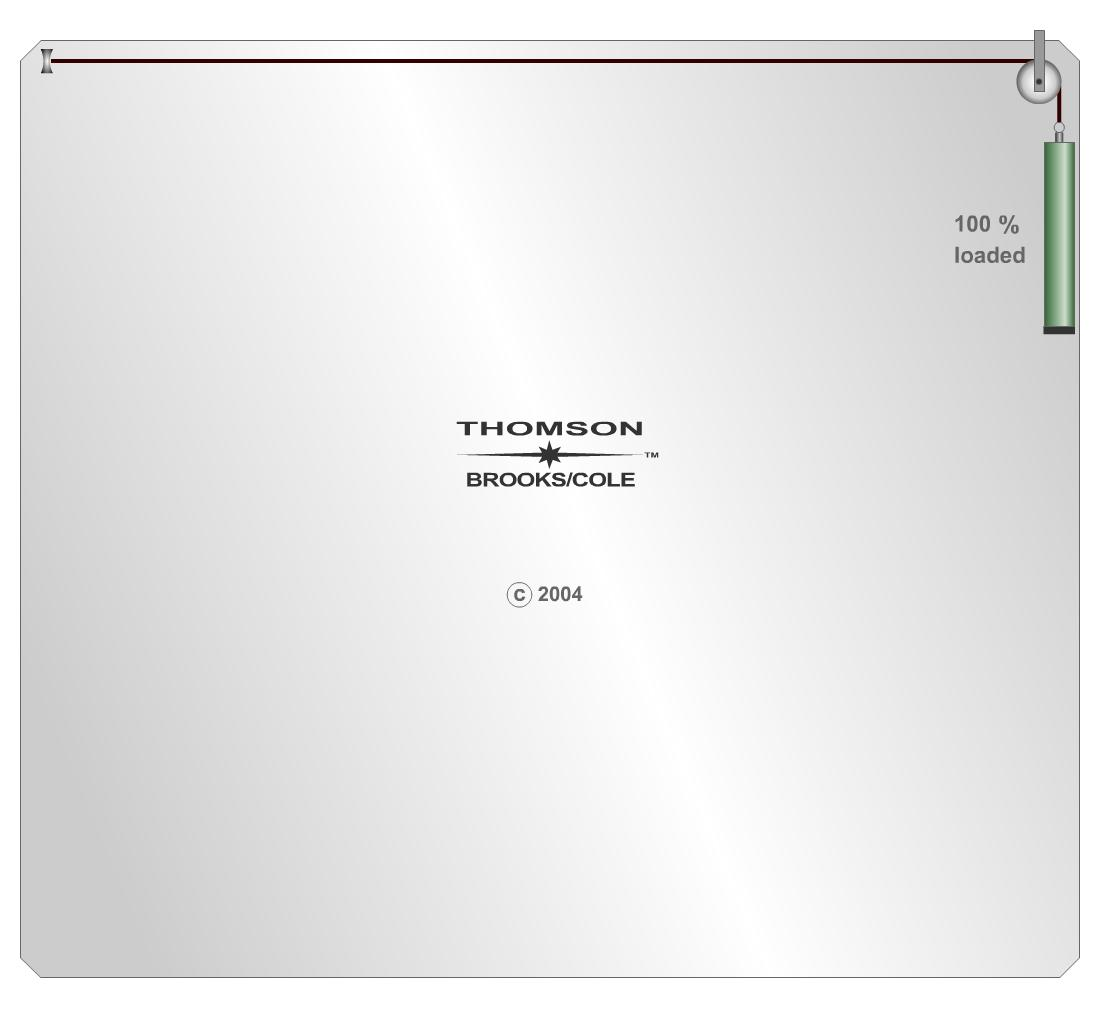 100 %
loaded
THOMSON
™
BROOKS/COLE
© 2004